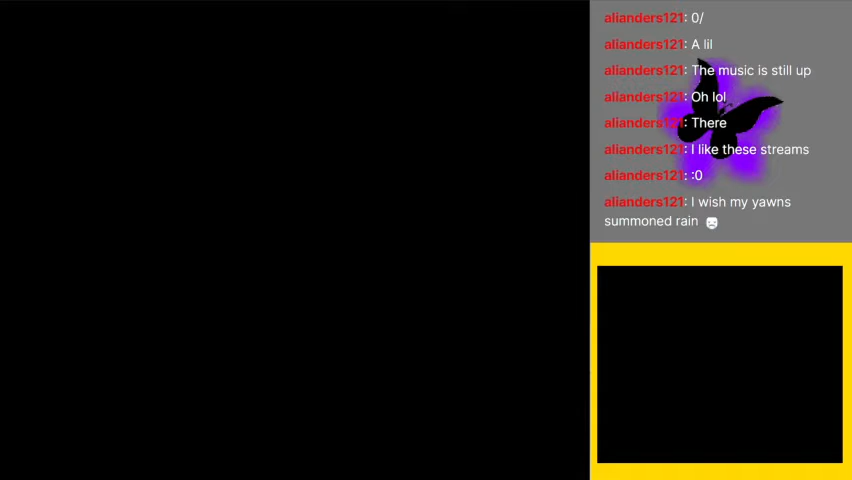 alianders121: 0/
alianders121: A lil
alianders121: The music is still up
alianders121: Oh lol
alianders121: There
alianders121: I like these streams
alianders121: :0
alianders121: I wish my yawns
summoned rain